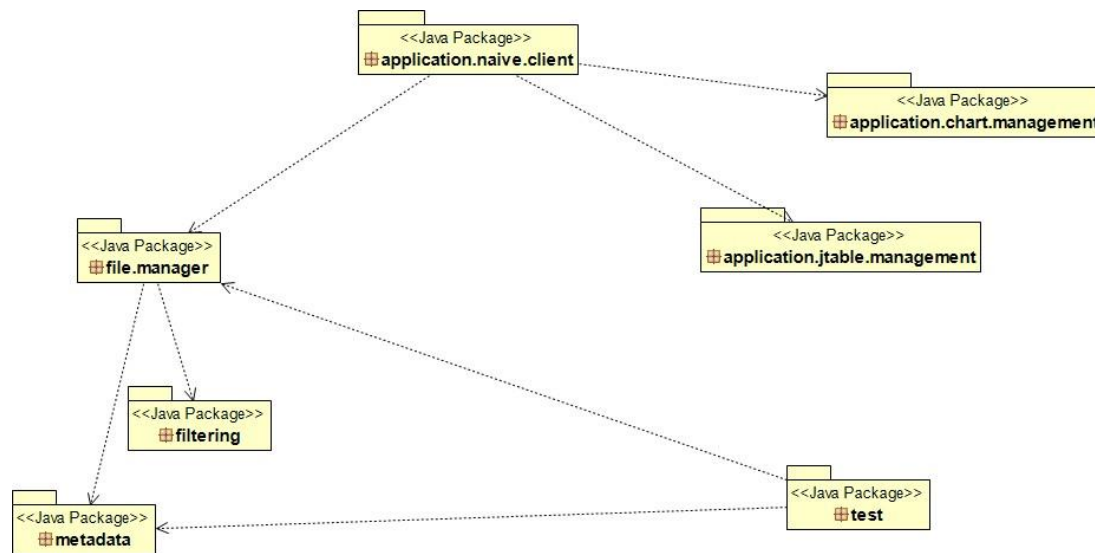 <<Java Package>>
application.naive.client
<<Java Package>>
application.chart.management
<<Java Package>>
file.manager
<<Java Package>>
application.jtable.management
<<Java Package>>
filtering
<<Java Package>>
metadata
<<Java Package>>
test